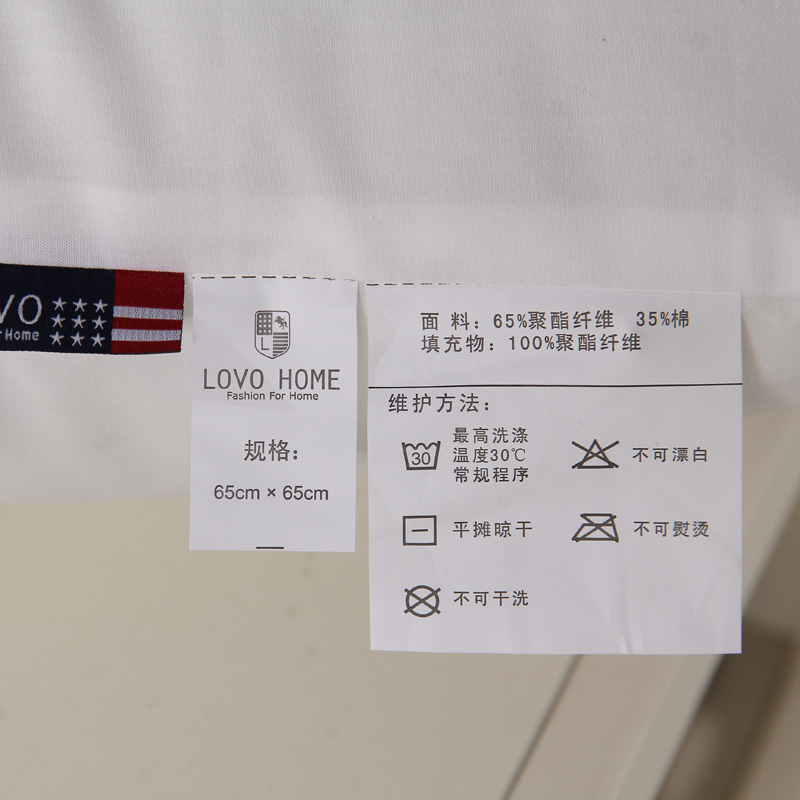 VO
Home
L
LOVO HOME
Fashion For Home
规格：
65cm × 65cm
面 料：65%聚酯纤维 35%棉
填充物：100%聚酯纤维
维护方法：
30
最高洗涤
温度30℃
常规程序
不可漂白
平摊晾干
不可熨烫
不可干洗